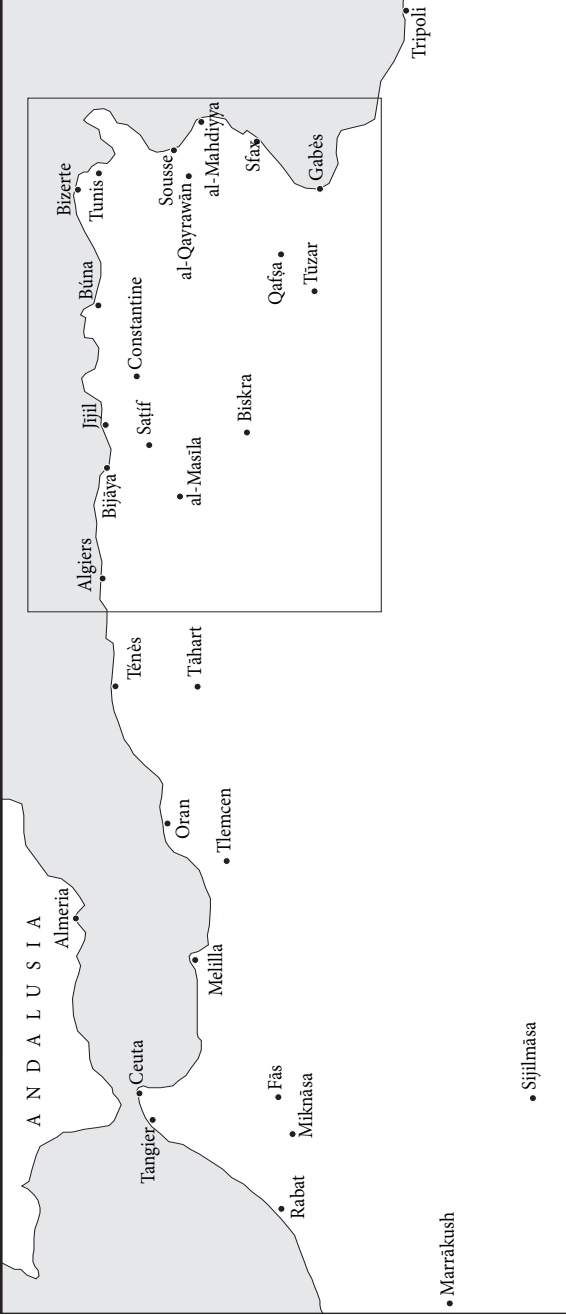 ANDALUSIA
Almeria
Tangier
Ceuta
Rabat
Miknāsa
Fās
Marrākush
Sijilmāsa
Melilla
Oran
Tlemcen
Ténès
Tāhart
Algiers
Bijāya
Jījil
Saṭīf
al-Masīla
Constantine
Biskra
Búna
Bizerte
Tunis
Sousse
al-Qayrawān
al-Mahdiyya
Sfax
Gabès
Qafṣa
Tūzar
Tripoli